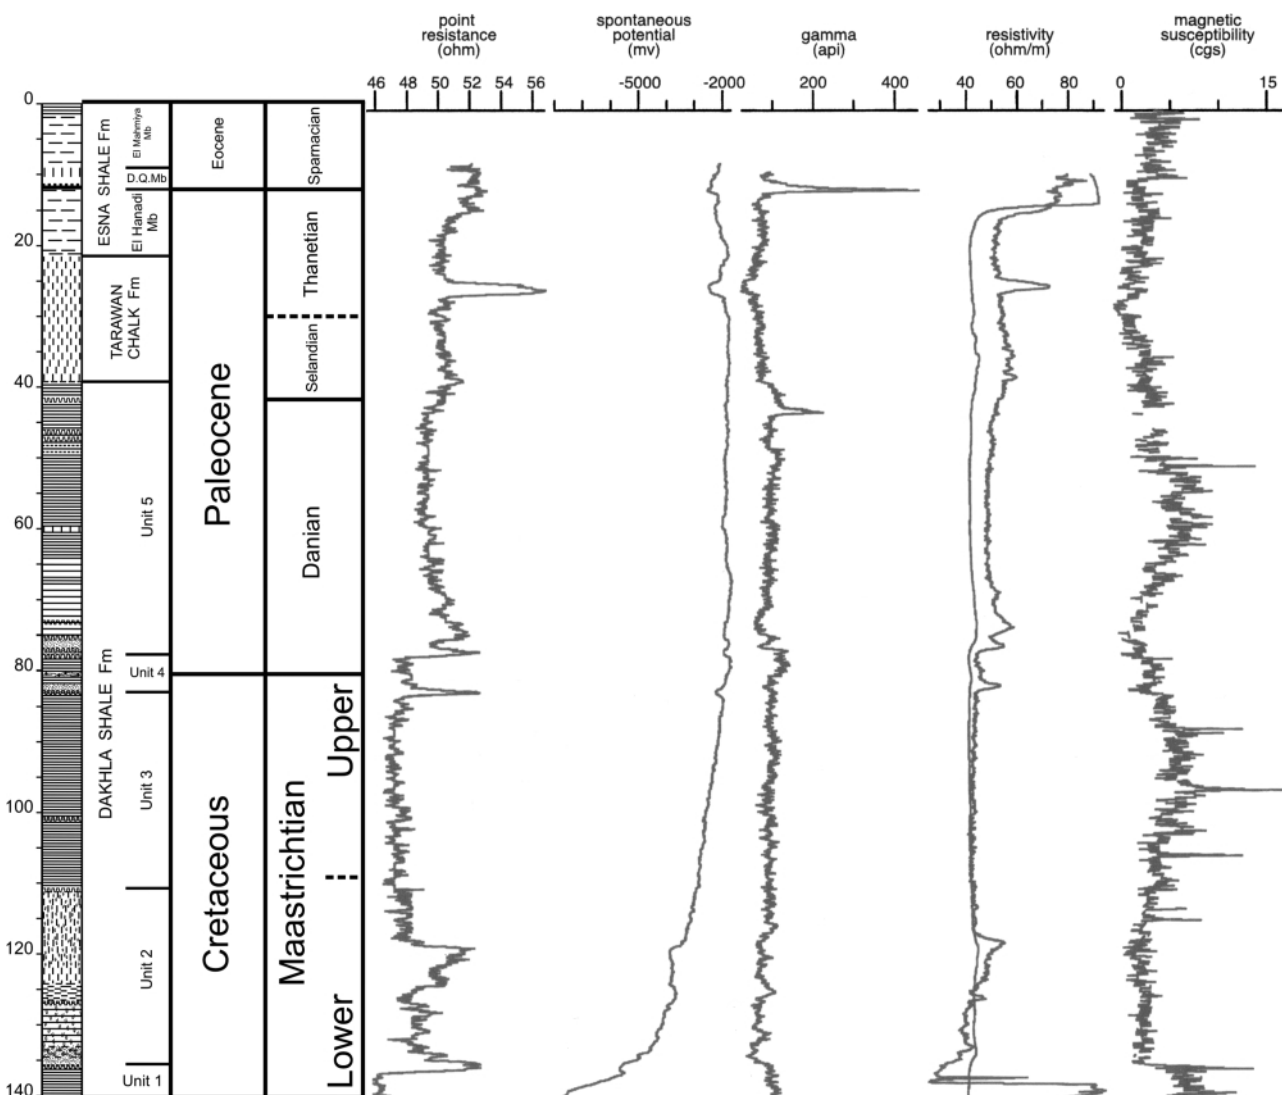 point
resistance
(ohm)
spontaneous
potential
(mv)
gamma
(api)
resistivity
(ohm/m)
magnetic
susceptibility
(cgs)
46 48 50 52 54 56
-5000 -2000
200 400
40 60 80
0 15
0
20
40
60
80
100
120
140
ESNA SHALE Fm
TARAWAN
CHALK Fm
DAKHLA SHALE Fm
El Mahmiya
Mb
D.Q.Mb
El Hanadi
Mb
Unit 5
Unit 4
Unit 3
Unit 2
Unit 1
Eocene
Paleocene
Cretaceous
Sparnacian
Thanetian
Selandian
Danian
Maastrichtian
Upper
Lower